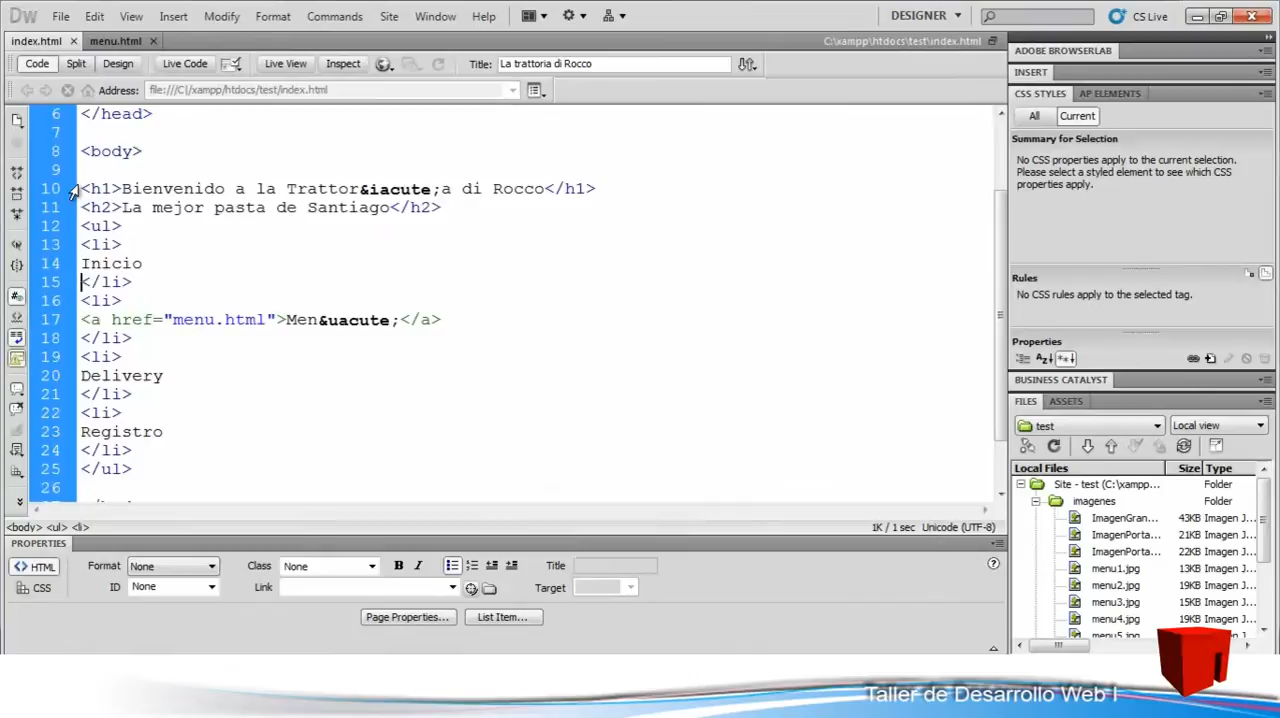 Dw File Edit View Insert Modify Format Commands Site Window Help DESIGNER CS Live
index.html menu.html C:\xampp\htdocs\test\index.html
Code Split Design Live Code Live View Inspect Title: La trattoria di Rocco
Address: file:///C|/xampp/htdocs/test/index.html
6 </head>
7
8 <body>
9
10 <h1>Bienvenido a la Trattor&iacute;a di Rocco</h1>
11 <h2>La mejor pasta de Santiago</h2>
12 <ul>
13 <li>
14 Inicio
15 </li>
16 <li>
17 <a href="menu.html">Men&uacute;</a>
18 </li>
19 <li>
20 Delivery
21 </li>
22 <li>
23 Registro
24 </li>
25 </ul>
26
<body> <ul> <li> 1K / 1 sec Unicode (UTF-8)
PROPERTIES
<> HTML Format None Class None B I Title
CSS ID None Link Target
Page Properties... List Item...
ADOBE BROWSERLAB
INSERT
CSS STYLES AP ELEMENTS
All Current
Summary for Selection
No CSS properties apply to the current selection.
Please select a styled element to see which CSS
properties apply.
Rules
No CSS rules apply to the selected tag.
Properties
BUSINESS CATALYST
FILES ASSETS
test Local view
Local Files Size Type
Site - test (C:\xampp... Folder
imagenes Folder
ImagenGran... 43KB Imagen J...
ImagenPorta... 21KB Imagen J...
ImagenPorta... 22KB Imagen J...
menu1.jpg 13KB Imagen J...
menu2.jpg 19KB Imagen J...
menu3.jpg 15KB Imagen J...
menu4.jpg 19KB Imagen J...
menu5.jpg 13KB Imagen J...
Taller de Desarrollo Web I